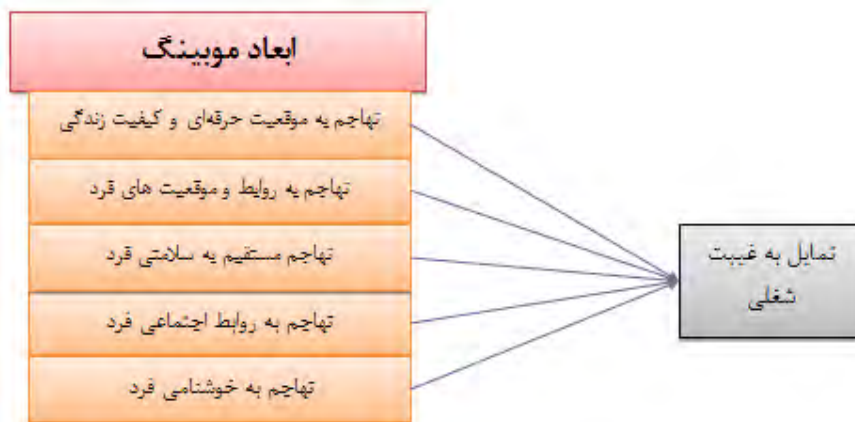 ابعاد موبینگ
تهاجم به موقعیت حرفه‌ای و کیفیت زندگی
تهاجم به روابط و موقعیت های فرد
تهاجم مستقیم به سلامتی فرد
تهاجم به روابط اجتماعی فرد
تهاجم به خوشنامی فرد
تمایل به غیبت
شغلی